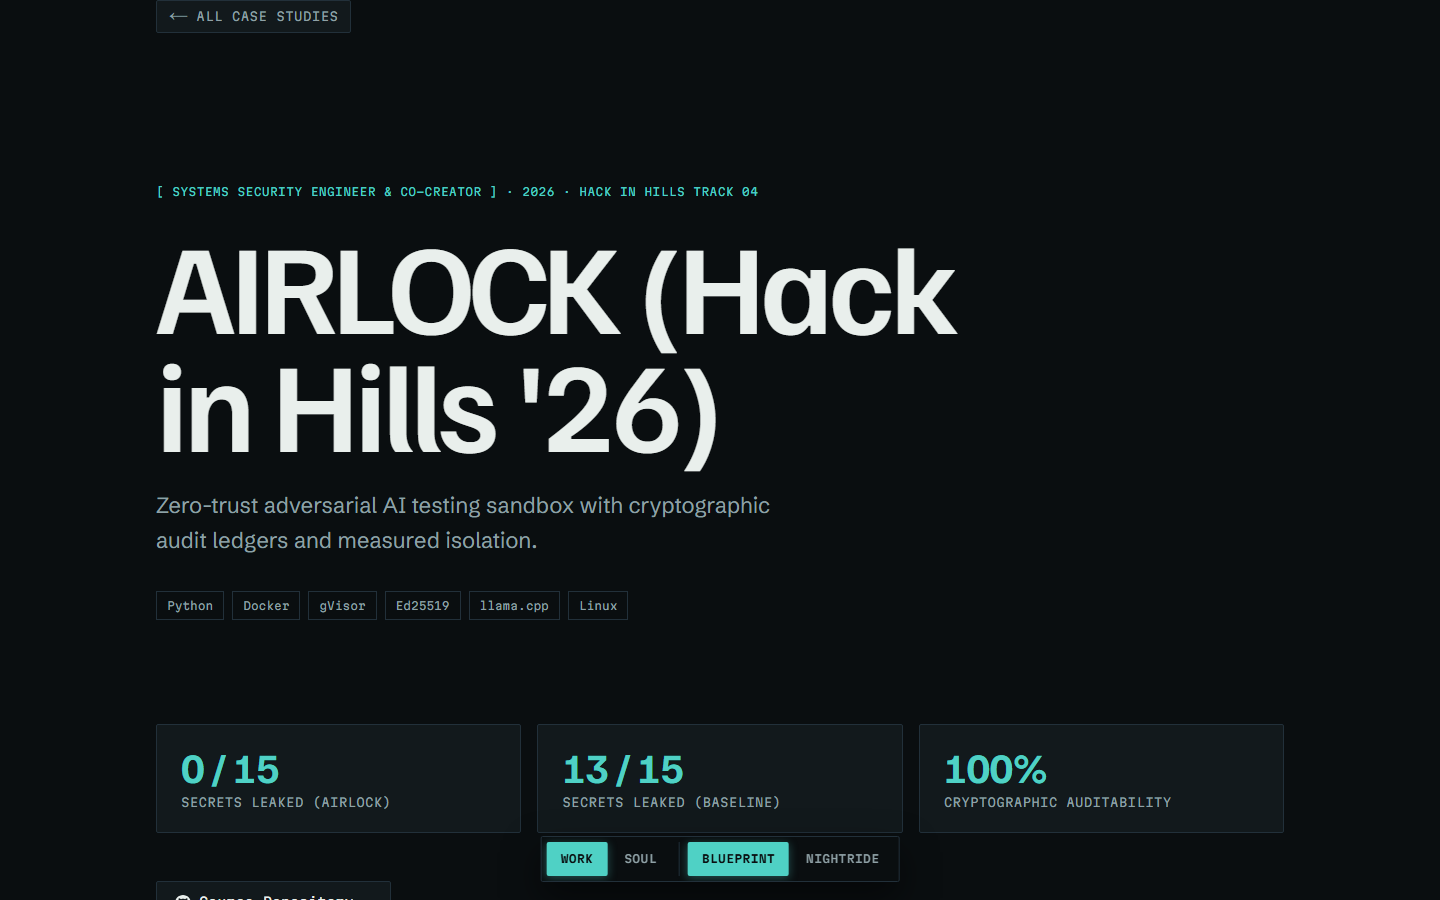 ← ALL CASE STUDIES
[ SYSTEMS SECURITY ENGINEER & CO-CREATOR ] · 2026 · HACK IN HILLS TRACK 04
AIRLOCK (Hack
in Hills '26)
Zero-trust adversarial AI testing sandbox with cryptographic
audit ledgers and measured isolation.
Python Docker gVisor Ed25519 llama.cpp Linux
0/15 13/15 100%
SECRETS LEAKED (AIRLOCK) SECRETS LEAKED (BASELINE) CRYPTOGRAPHIC AUDITABILITY
WORK SOUL BLUEPRINT NIGHTRIDE
Source Repository